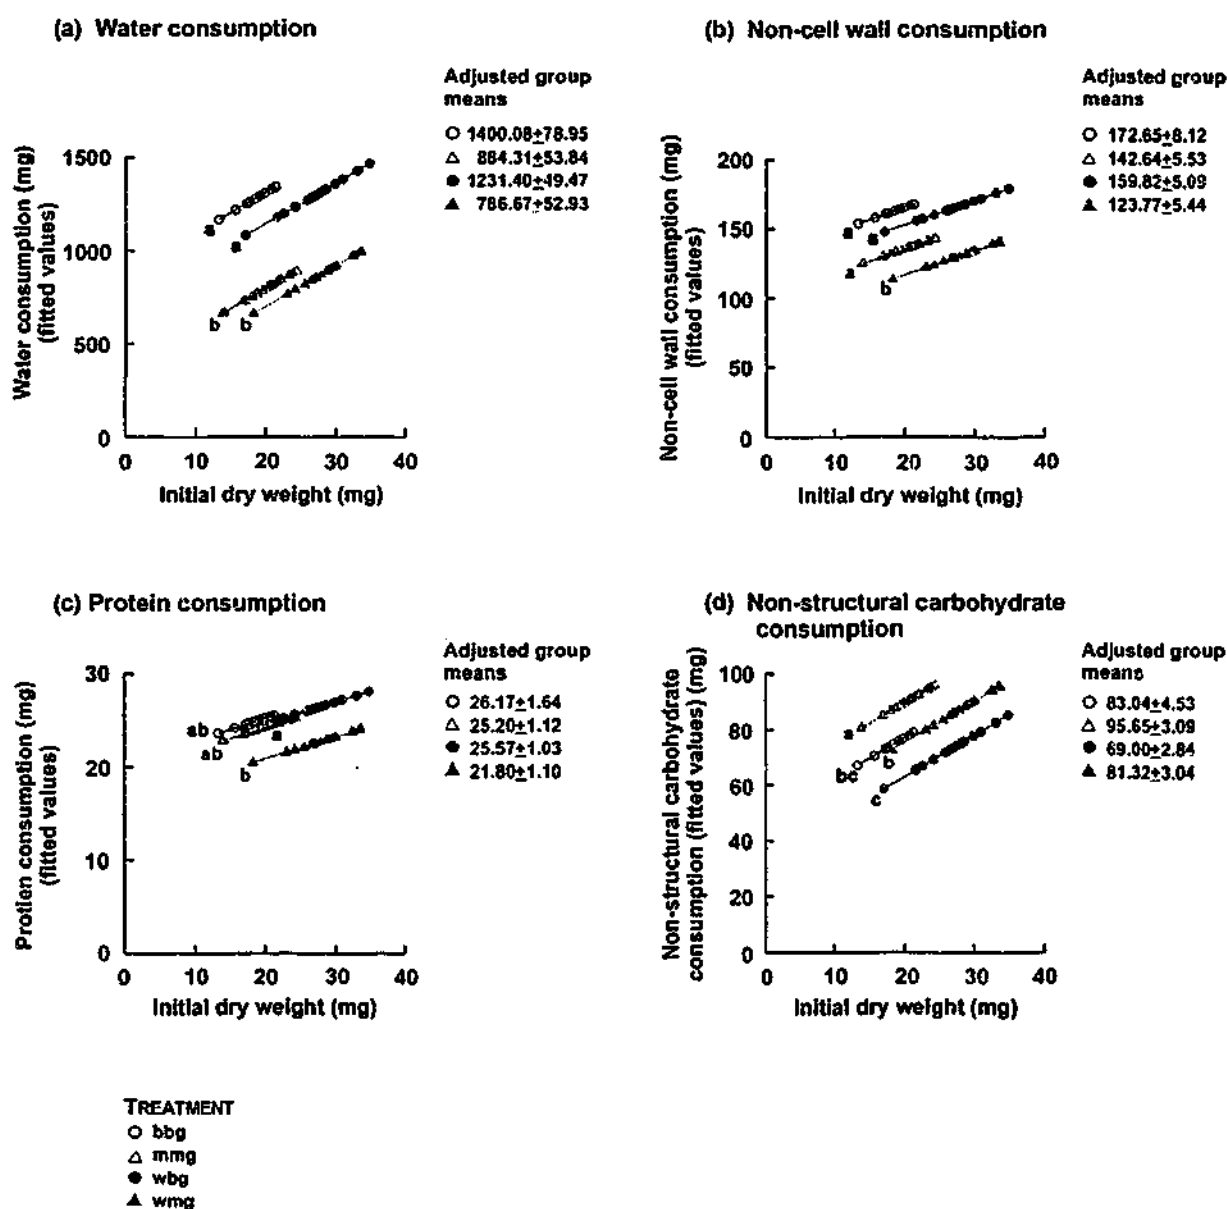 (a) Water consumption
Adjusted group
means
○ 1400.08±78.95
△ 884.31±53.84
● 1231.40±49.47
▲ 786.67±52.93
Water consumption (mg)
(fitted values)
1500
1000
500
0
a
a
b
b
0 10 20 30 40
Initial dry weight (mg)
(b) Non-cell wall consumption
Adjusted group
means
○ 172.65±8.12
△ 142.64±5.53
● 159.82±5.09
▲ 123.77±5.44
Non-cell wall consumption (mg)
(fitted values)
200
150
100
50
0
a
a
a
b
0 10 20 30 40
Initial dry weight (mg)
(c) Protein consumption
Adjusted group
means
○ 26.17±1.64
△ 25.20±1.12
● 25.57±1.03
▲ 21.80±1.10
Protien consumption (mg)
(fitted values)
30
20
10
0
ab
ab
a
b
0 10 20 30 40
Initial dry weight (mg)
(d) Non-structural carbohydrate
consumption
Adjusted group
means
○ 83.04±4.53
△ 95.65±3.09
● 69.00±2.84
▲ 81.32±3.04
Non-structural carbohydrate
consumption (fitted values) (mg)
100
80
60
40
20
0
a
bc
b
c
0 10 20 30 40
Initial dry weight (mg)
TREATMENT
○ bbg
△ mmg
● wbg
▲ wmg